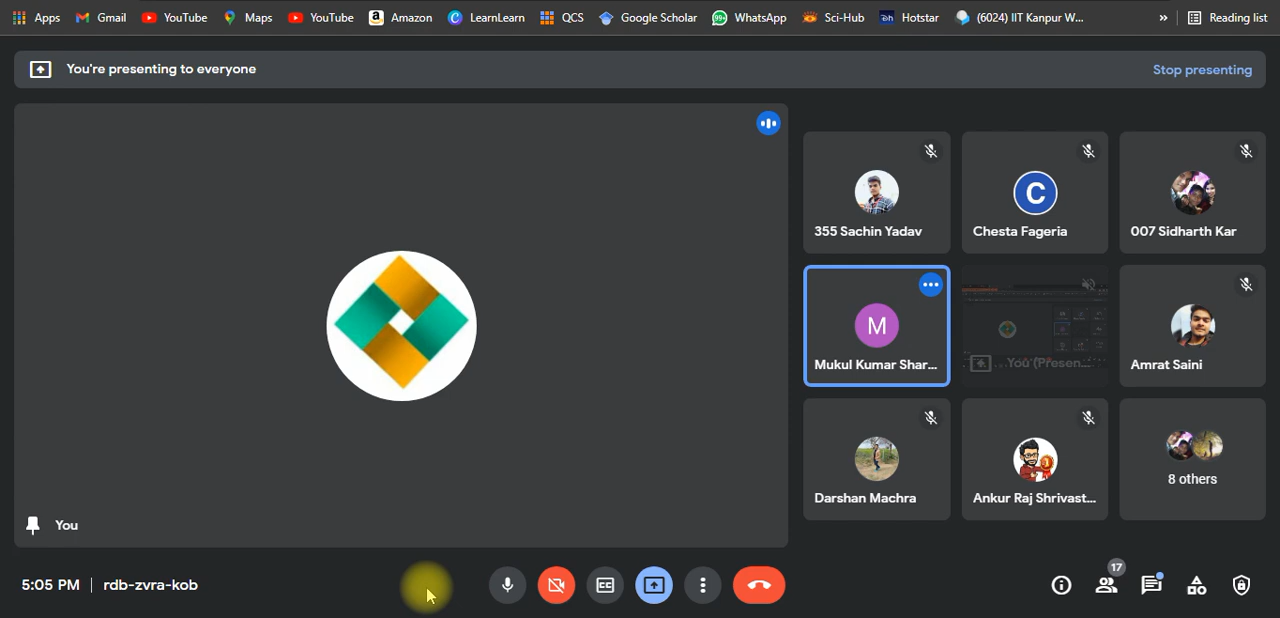 Apps Gmail YouTube Maps YouTube Amazon LearnLearn QCS Google Scholar WhatsApp Sci-Hub Hotstar (6024) IIT Kanpur W... » Reading list
99+
You're presenting to everyone Stop presenting
355 Sachin Yadav C Chesta Fageria 007 Sidharth Kar
M
Mukul Kumar Shar... You (Presen... Amrat Saini
Darshan Machra Ankur Raj Shrivast... 8 others
You
5:05 PM | rdb-zvra-kob CC 17